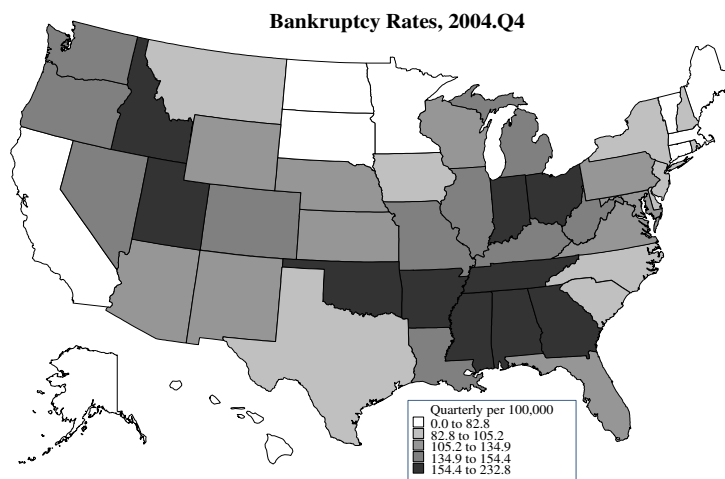 Bankruptcy Rates, 2004.Q4
Quarterly per 100,000
0.0 to 82.8
82.8 to 105.2
105.2 to 134.9
134.9 to 154.4
154.4 to 232.8